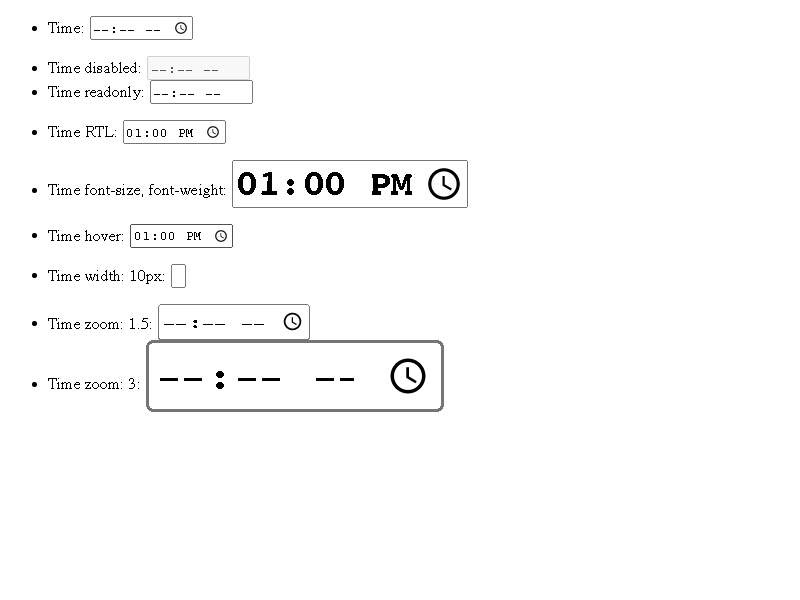 Time: --:-- --
Time disabled: --:-- --
Time readonly: --:-- --
Time RTL: 01:00 PM
Time font-size, font-weight: 01:00 PM
Time hover: 01:00 PM
Time width: 10px:
Time zoom: 1.5: --:-- --
Time zoom: 3: --:-- --